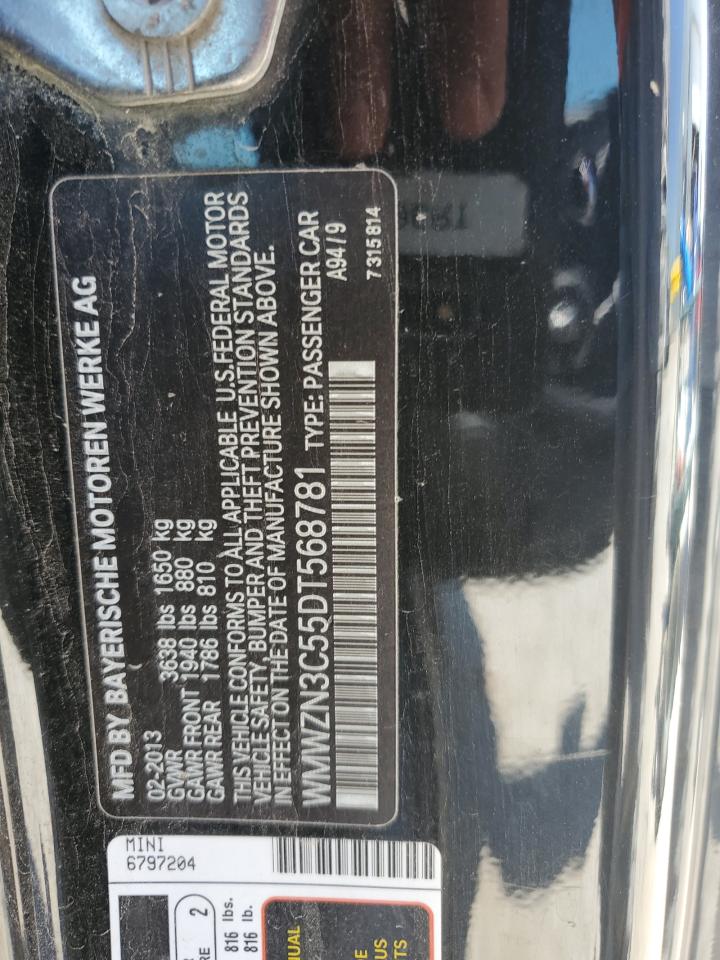 MFD BY BAYERISCHE MOTOREN WERKE AG
02-2013
GVWR 3638 lbs 1650 kg
GAWR FRONT 1940 lbs 880 kg
GAWR REAR 1786 lbs 810 kg
THIS VEHICLE CONFORMS TO ALL APPLICABLE U.S. FEDERAL MOTOR
VEHICLE SAFETY, BUMPER AND THEFT PREVENTION STANDARDS
IN EFFECT ON THE DATE OF MANUFACTURE SHOWN ABOVE.
WMWZN3C55DT568781 TYPE: PASSENGER CAR
A94/9
7315814
MINI
6797204
2
816 lbs.
816 lb.